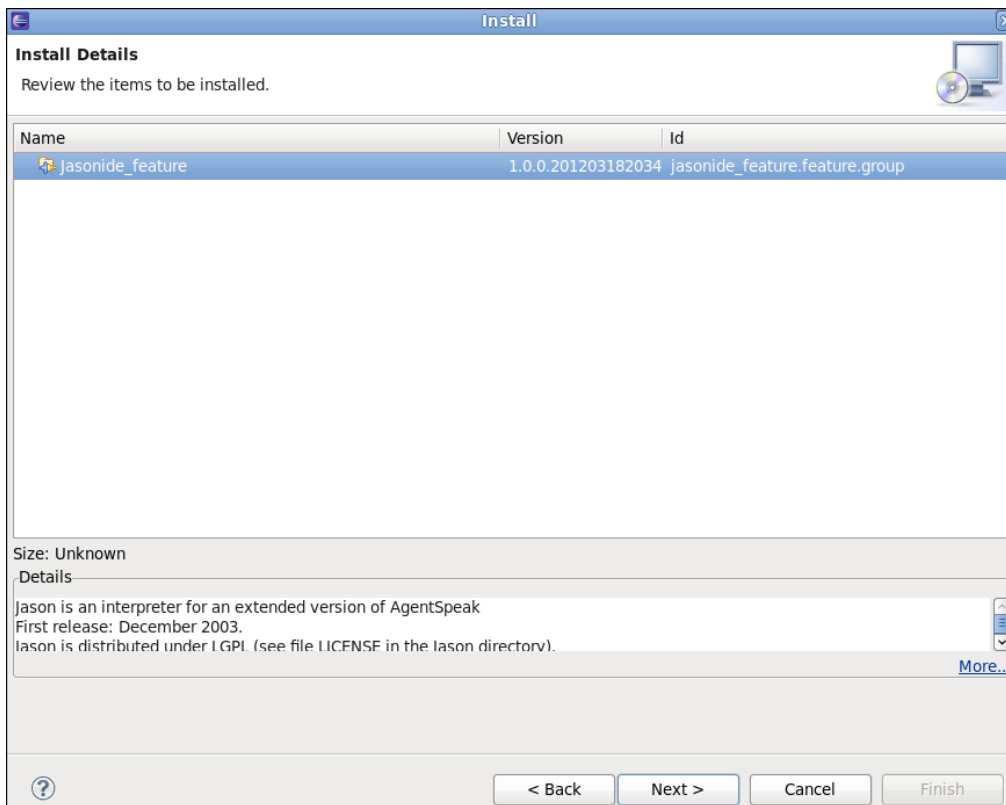 Install
Install Details
Review the items to be installed.
Name Version Id
Jasonide_feature 1.0.0.201203182034 jasonide_feature.feature.group
Size: Unknown
Details
Jason is an interpreter for an extended version of AgentSpeak
First release: December 2003.
Jason is distributed under LGPL (see file LICENSE in the Jason directory).
More..
? < Back Next > Cancel Finish